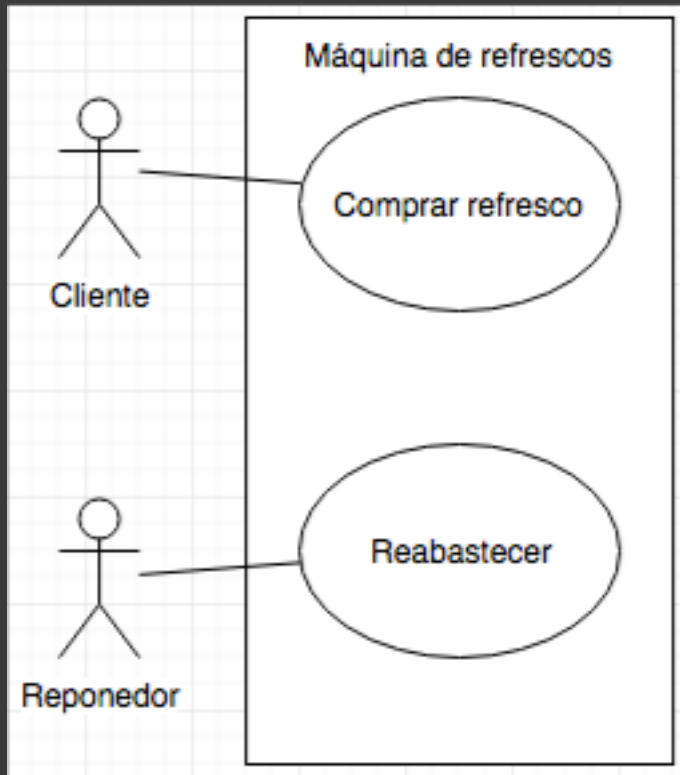 Máquina de refrescos
Comprar refresco
Cliente
Reabastecer
Reponedor